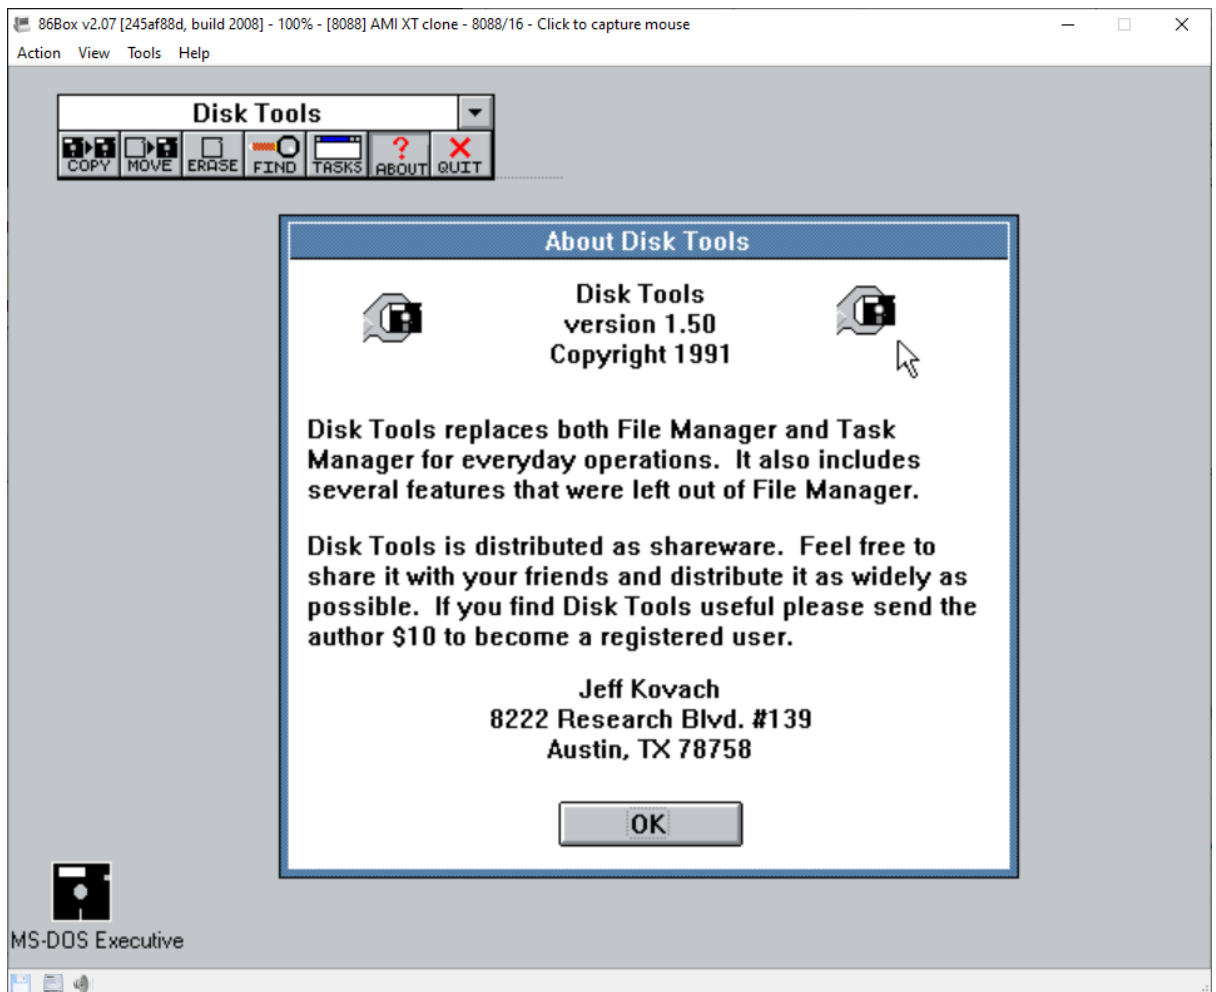 86Box v2.07 [245af88d, build 2008] - 100% - [8088] AMI XT clone - 8088/16 - Click to capture mouse
Action View Tools Help
Disk Tools
COPY MOVE ERASE FIND TASKS ABOUT QUIT
About Disk Tools
Disk Tools
version 1.50
Copyright 1991
Disk Tools replaces both File Manager and Task
Manager for everyday operations.  It also includes
several features that were left out of File Manager.
Disk Tools is distributed as shareware.  Feel free to
share it with your friends and distribute it as widely as
possible.  If you find Disk Tools useful please send the
author $10 to become a registered user.
Jeff Kovach
8222 Research Blvd. #139
Austin, TX 78758
OK
MS-DOS Executive